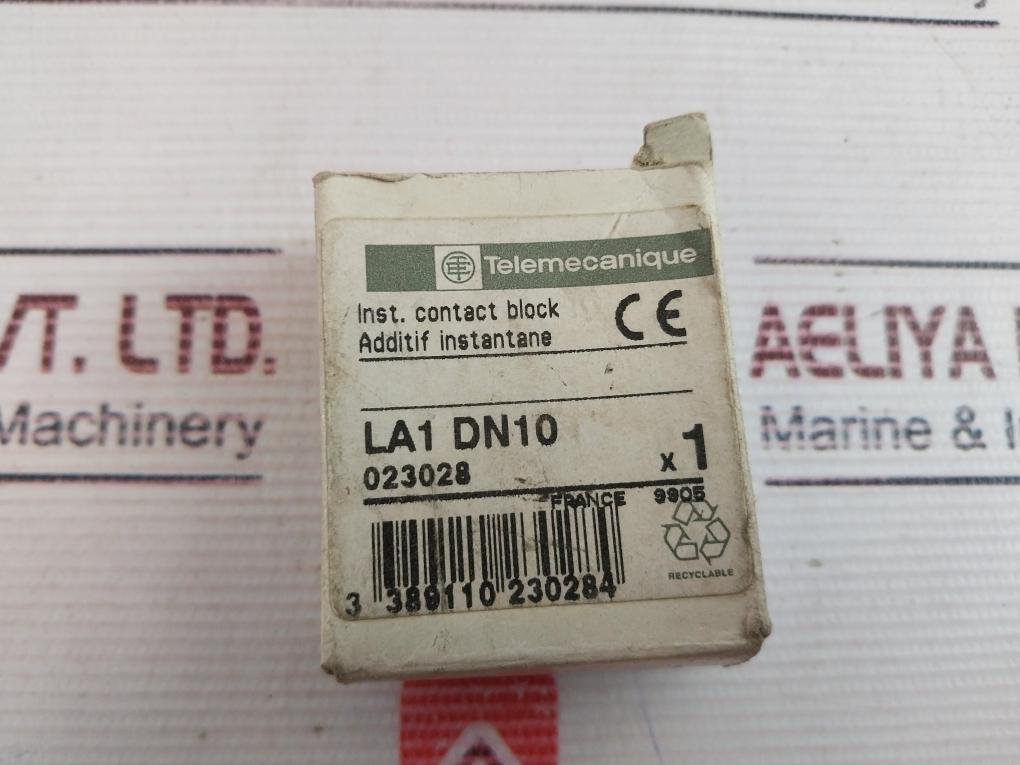 VT. LTD.
Machinery
AELIYA
Marine & I
Telemecanique
Inst. contact block
Additif instantane
CE
LA1 DN10
023028
x 1
FRANCE 9905
RECYCLABLE
3 389110 230284